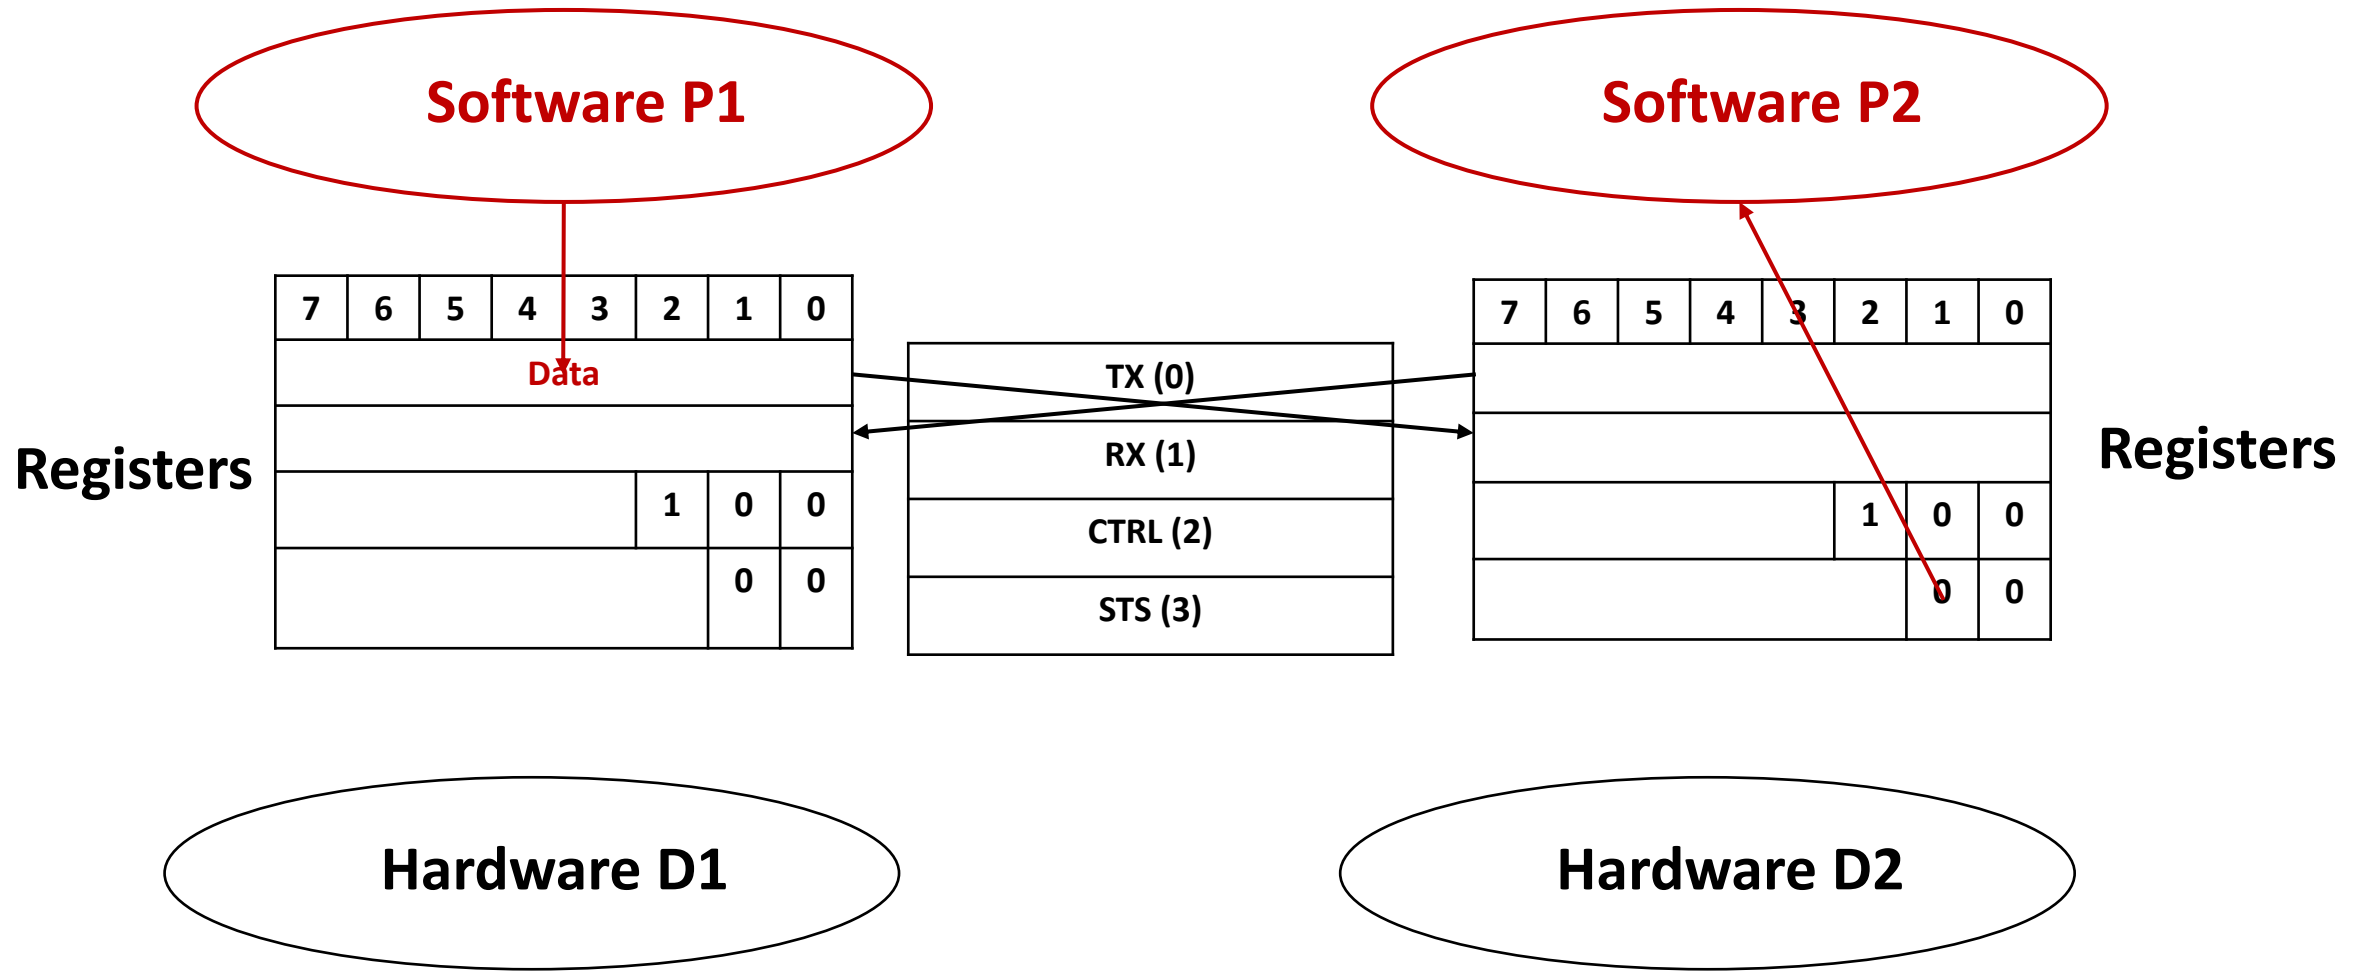 Software P1
Software P2
7 6 5 4 3 2 1 0
7 6 5 4 3 2 1 0
Data
TX (0)
RX (1)
CTRL (2)
STS (3)
Registers
Registers
1 0 0
1 0 0
0 0
0 0
Hardware D1
Hardware D2